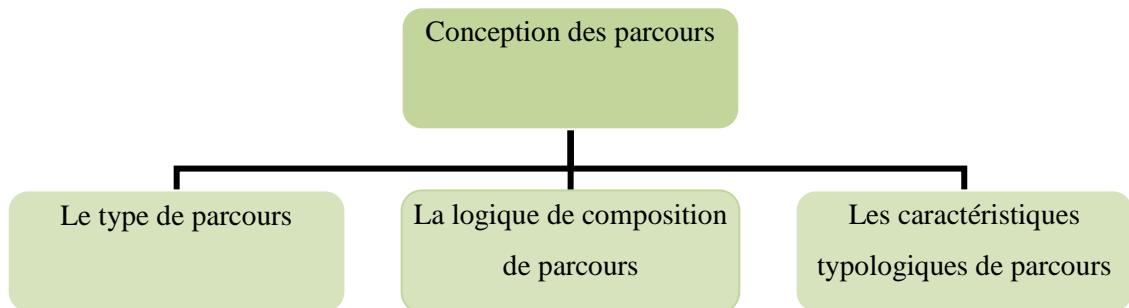 Conception des parcours
Le type de parcours
La logique de composition
de parcours
Les caractéristiques
typologiques de parcours